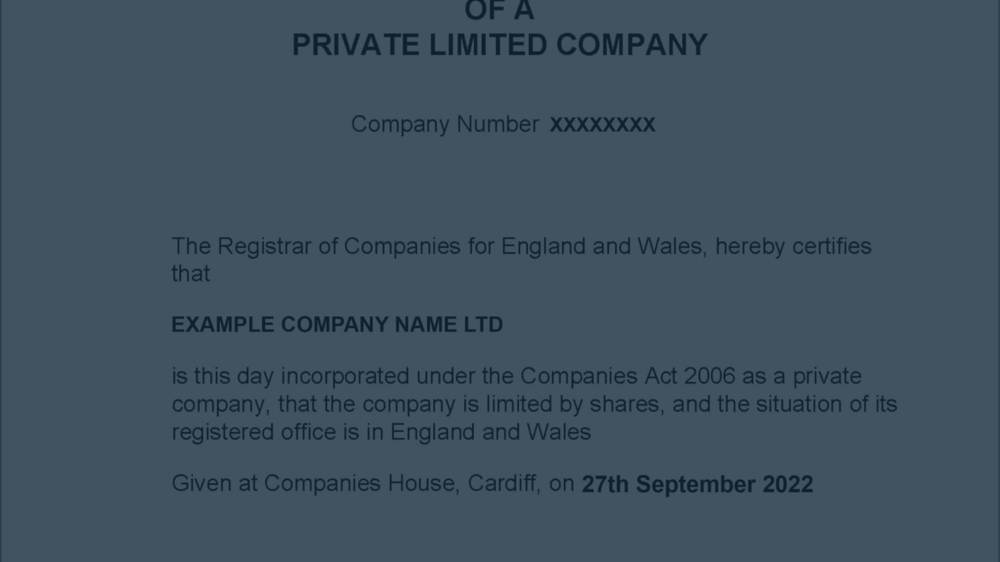 OF A
PRIVATE LIMITED COMPANY
Company Number XXXXXXXX
The Registrar of Companies for England and Wales, hereby certifies
that
EXAMPLE COMPANY NAME LTD
is this day incorporated under the Companies Act 2006 as a private
company, that the company is limited by shares, and the situation of its
registered office is in England and Wales
Given at Companies House, Cardiff, on 27th September 2022